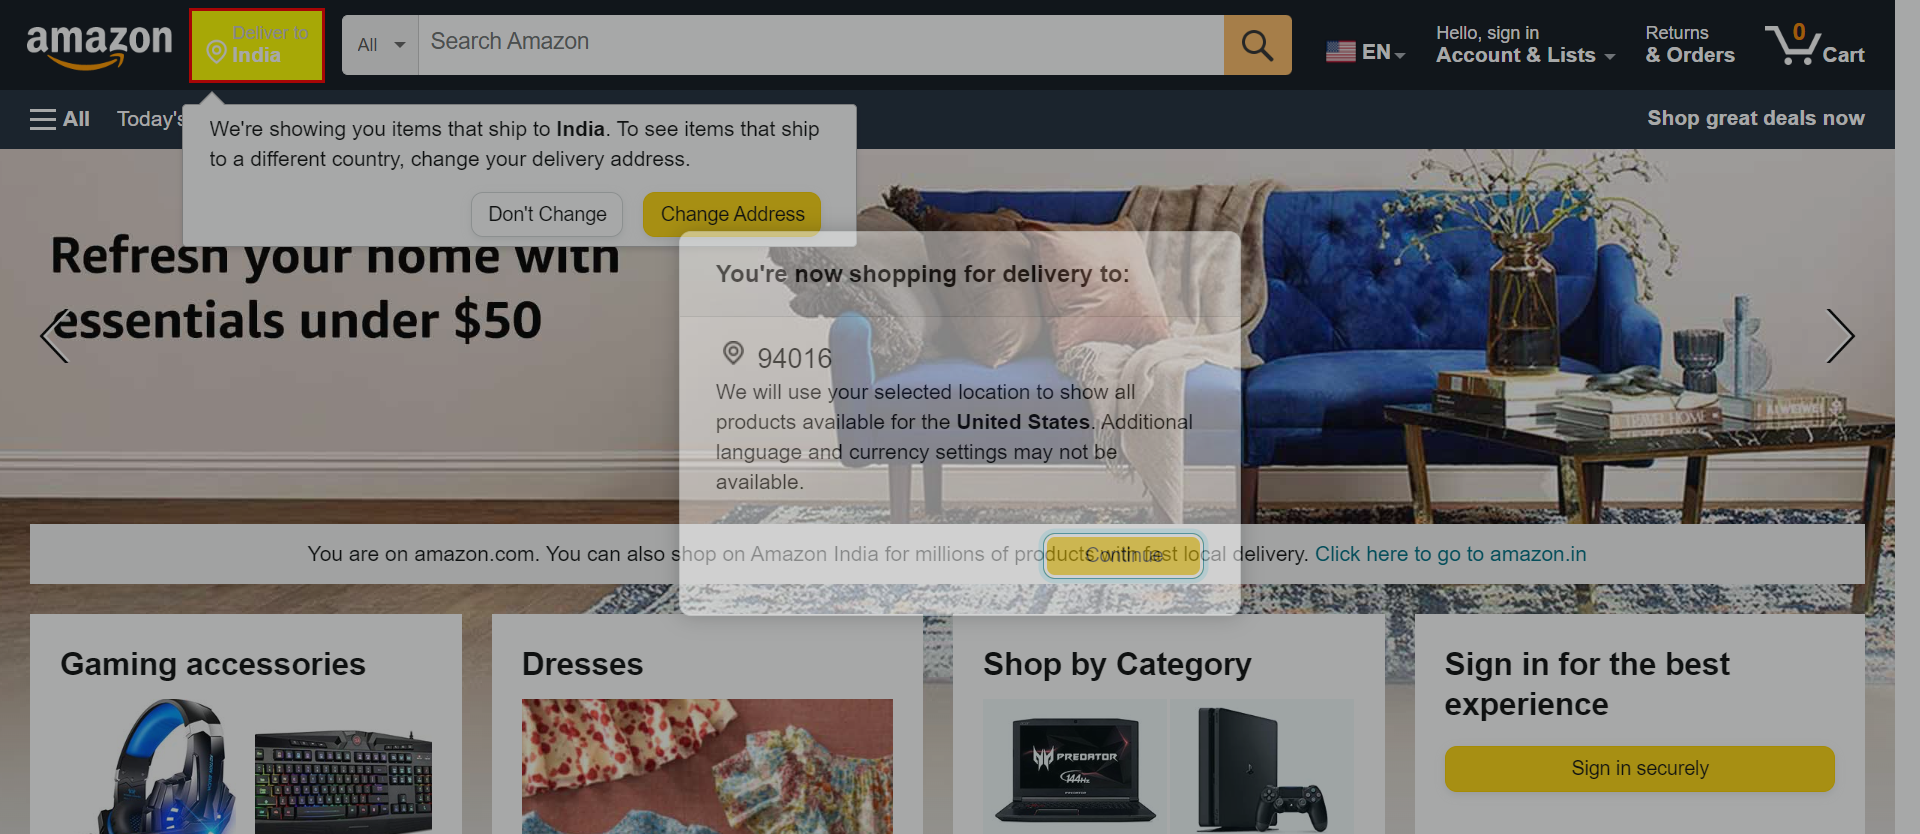 amazon
Deliver to
India
All
Search Amazon
EN
Hello, sign in
Account & Lists
Returns
& Orders
0
Cart
All
Today's
Shop great deals now
We're showing you items that ship to India. To see items that ship
to a different country, change your delivery address.
Don't Change
Change Address
Refresh your home with
essentials under $50
You're now shopping for delivery to:
94016
We will use your selected location to show all
products available for the United States. Additional
language and currency settings may not be
available.
Continue
You are on amazon.com. You can also shop on Amazon India for millions of products with fast local delivery. Click here to go to amazon.in
Gaming accessories
Dresses
Shop by Category
Sign in for the best
experience
PREDATOR
144Hz
Sign in securely